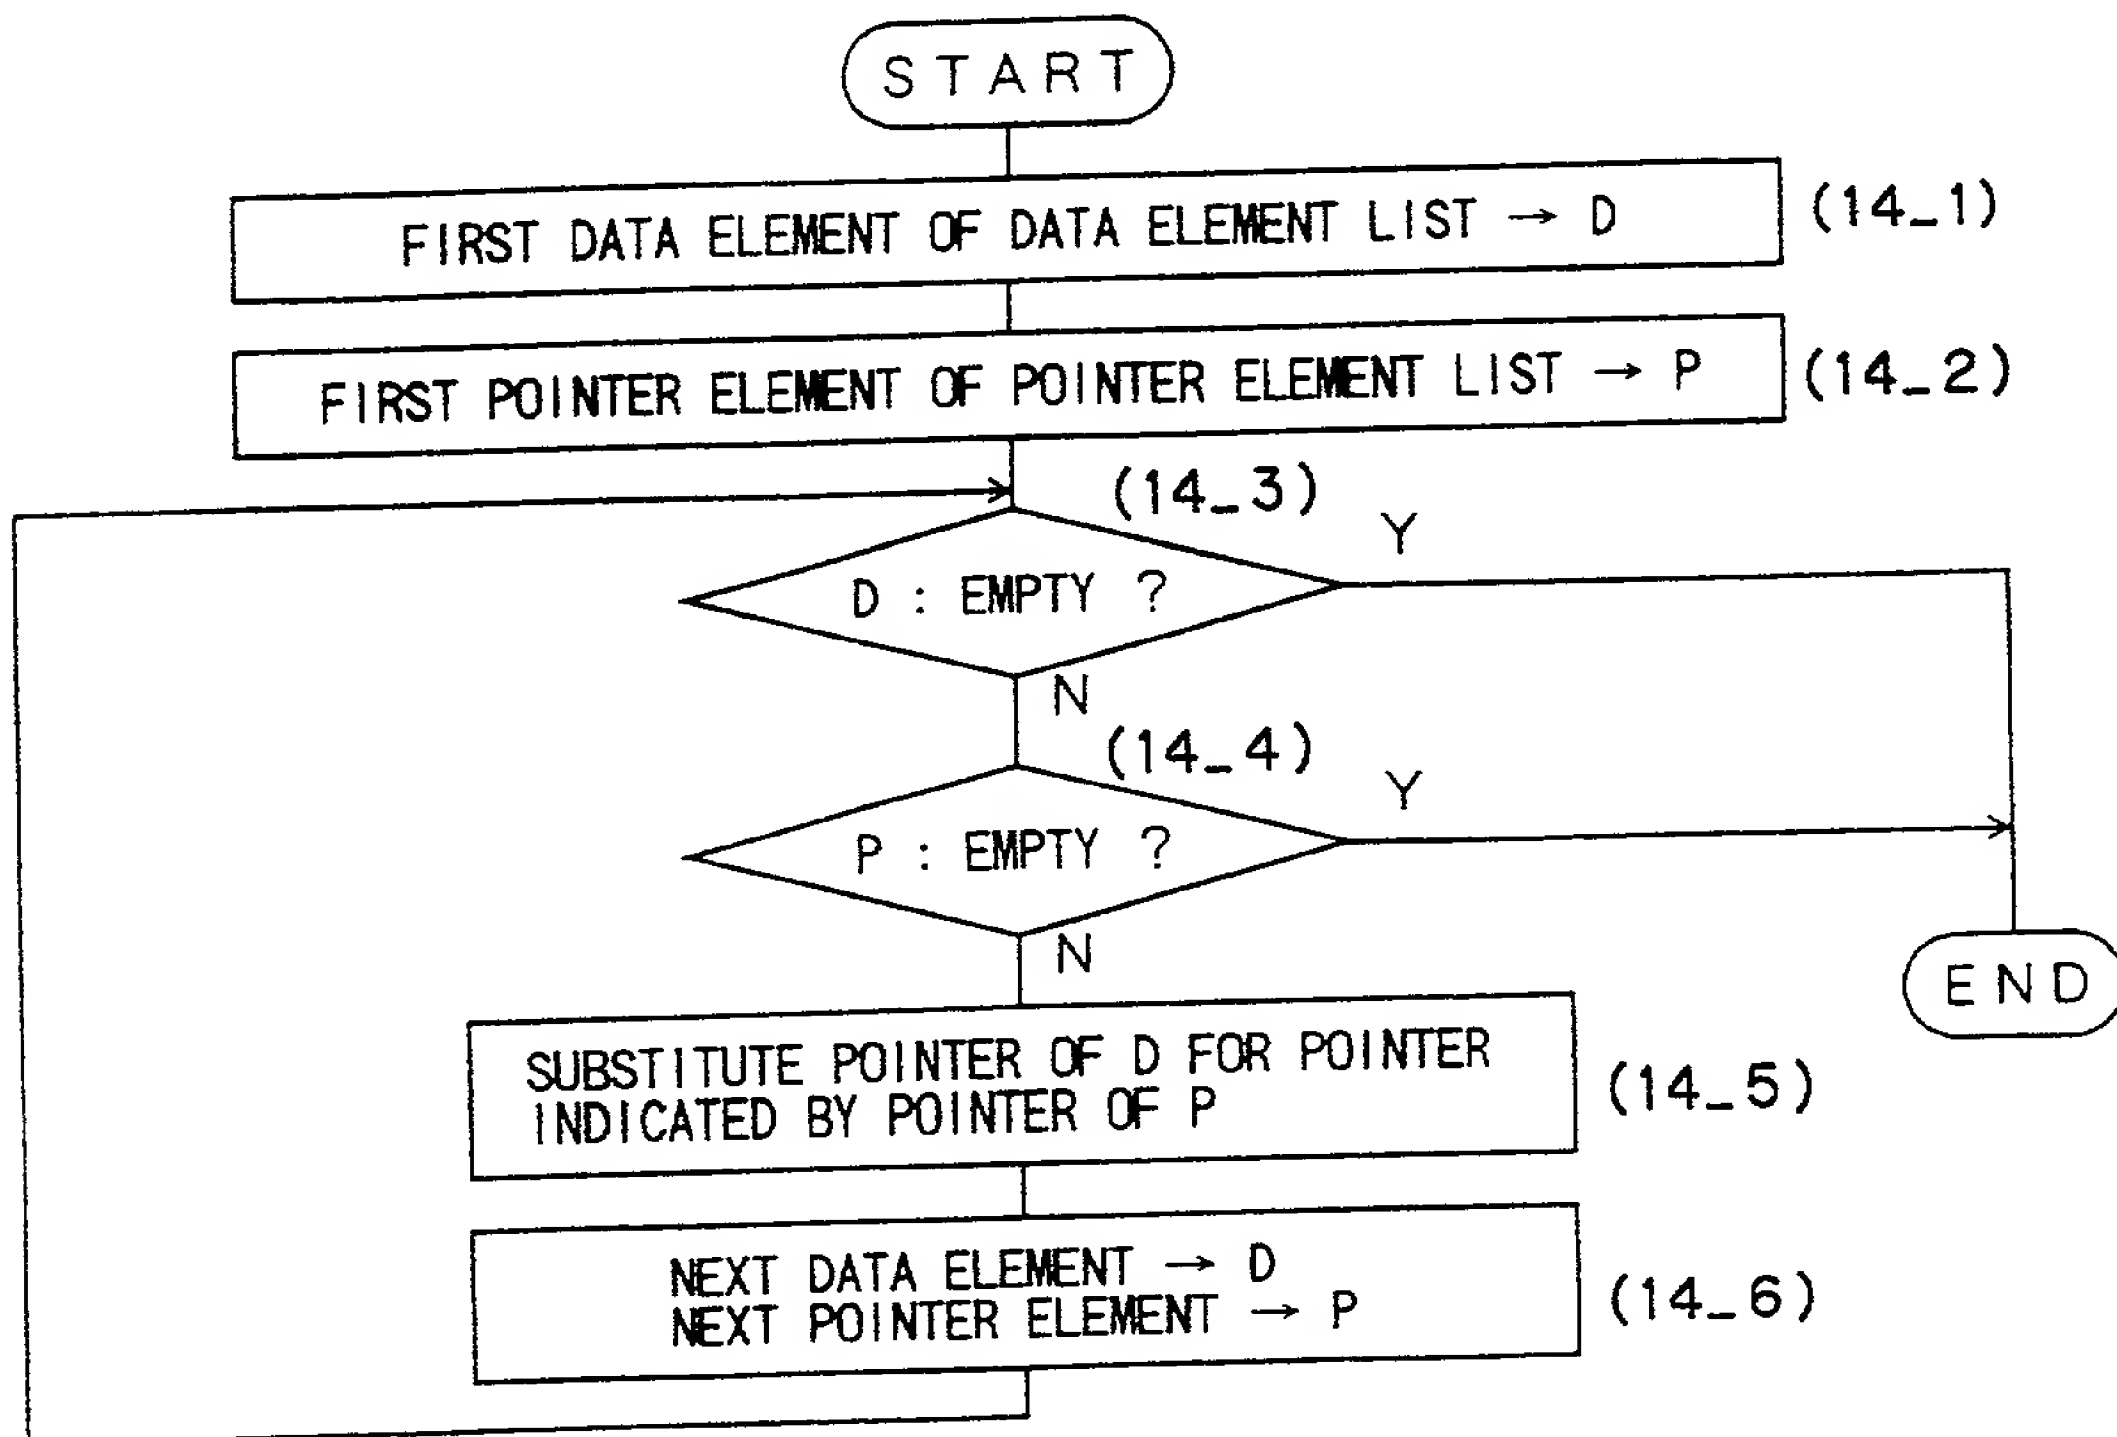 START
FIRST DATA ELEMENT OF DATA ELEMENT LIST → D
(14_1)
FIRST POINTER ELEMENT OF POINTER ELEMENT LIST → P
(14_2)
(14_3)
D : EMPTY ?
Y
N
(14_4)
P : EMPTY ?
Y
N
END
SUBSTITUTE POINTER OF D FOR POINTER
INDICATED BY POINTER OF P
(14_5)
NEXT DATA ELEMENT → D
NEXT POINTER ELEMENT → P
(14_6)